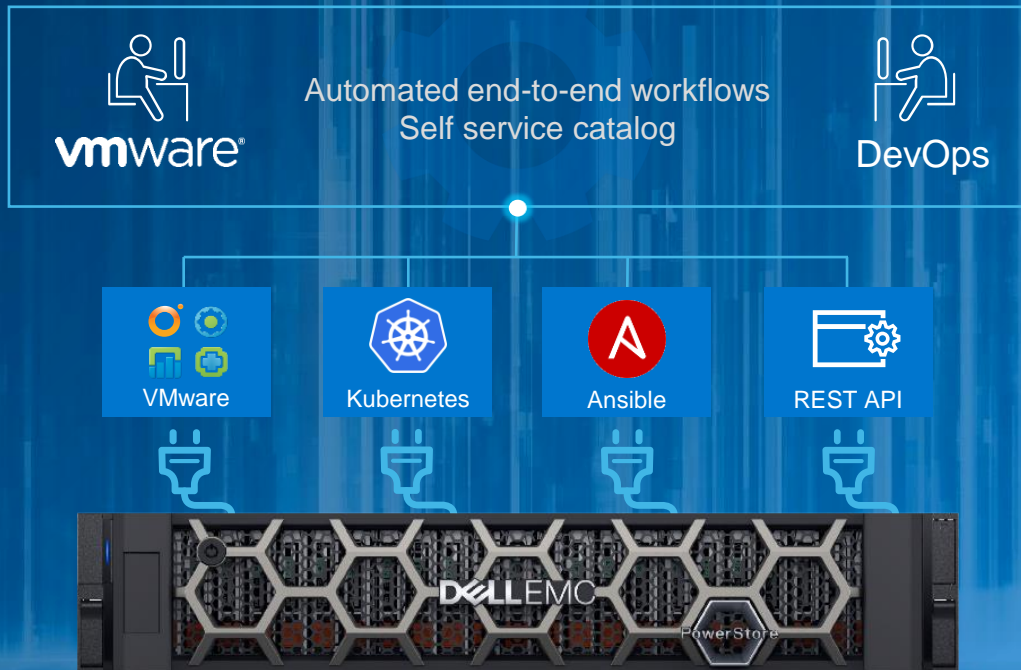 Automated end-to-end workflows
Self service catalog
vmware®
DevOps
VMware
Kubernetes
Ansible
REST API
DELLEMC
PowerStore